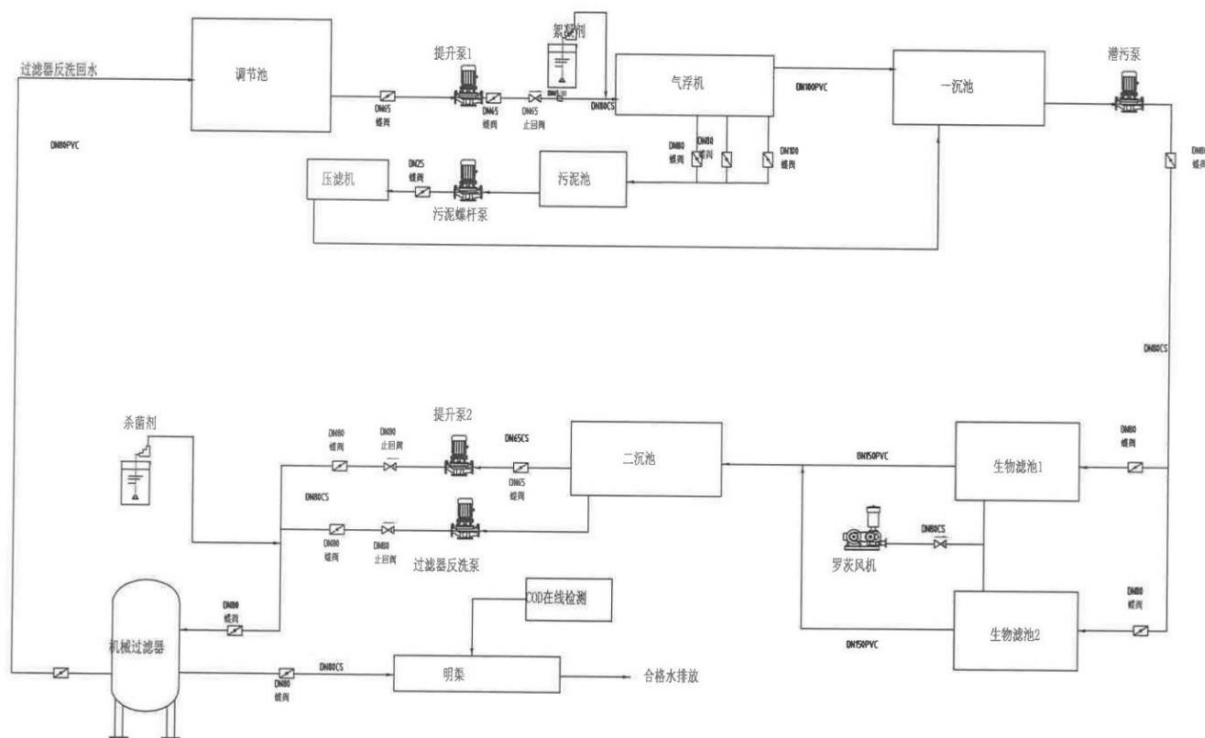 过滤器反洗回水
调节池
提升泵1
絮凝剂
气浮机
一沉池
潜污泵
DN80PVC
DN65
蝶阀
DN65
蝶阀
DN65
止回阀
DN80CS
DN100PVC
DN80
蝶阀
DN80
蝶阀
DN100
蝶阀
蝶阀
压滤机
DN25
蝶阀
污泥螺杆泵
污泥池
DN80CS
杀菌剂
DN80
蝶阀
DN80
止回阀
提升泵2
DN65CS
DN65
蝶阀
二沉池
DN150PVC
生物滤池1
DN80
蝶阀
DN80CS
DN80
蝶阀
DN80
止回阀
过滤器反洗泵
罗茨风机
DN80CS
COD在线检测
机械过滤器
DN80
蝶阀
DN80
蝶阀
DN80CS
明渠
合格水排放
DN150PVC
生物滤池2
DN80
蝶阀